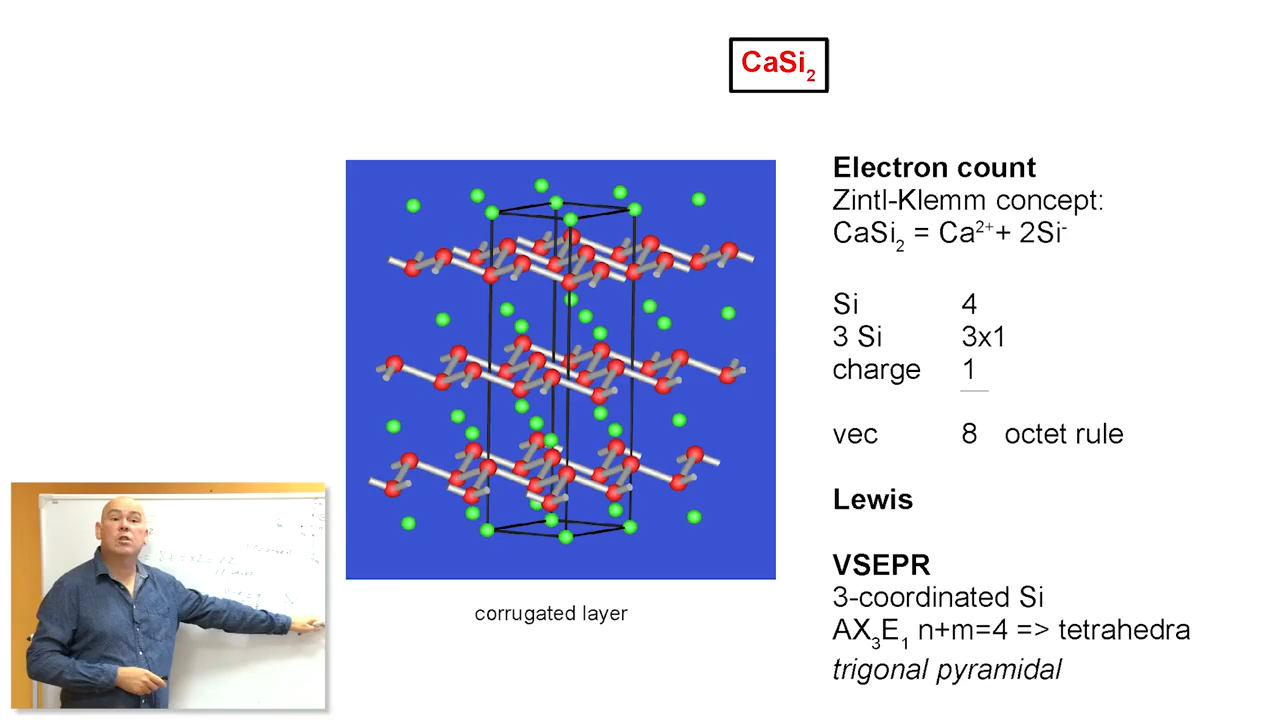 CaSi₂
Electron count
Zintl-Klemm concept:
CaSi₂ = Ca²⁺+ 2Si⁻
Si 4
3 Si 3x1
charge 1
vec 8 octet rule
Lewis
VSEPR
3-coordinated Si
AX₃E₁ n+m=4 => tetrahedra
trigonal pyramidal
corrugated layer